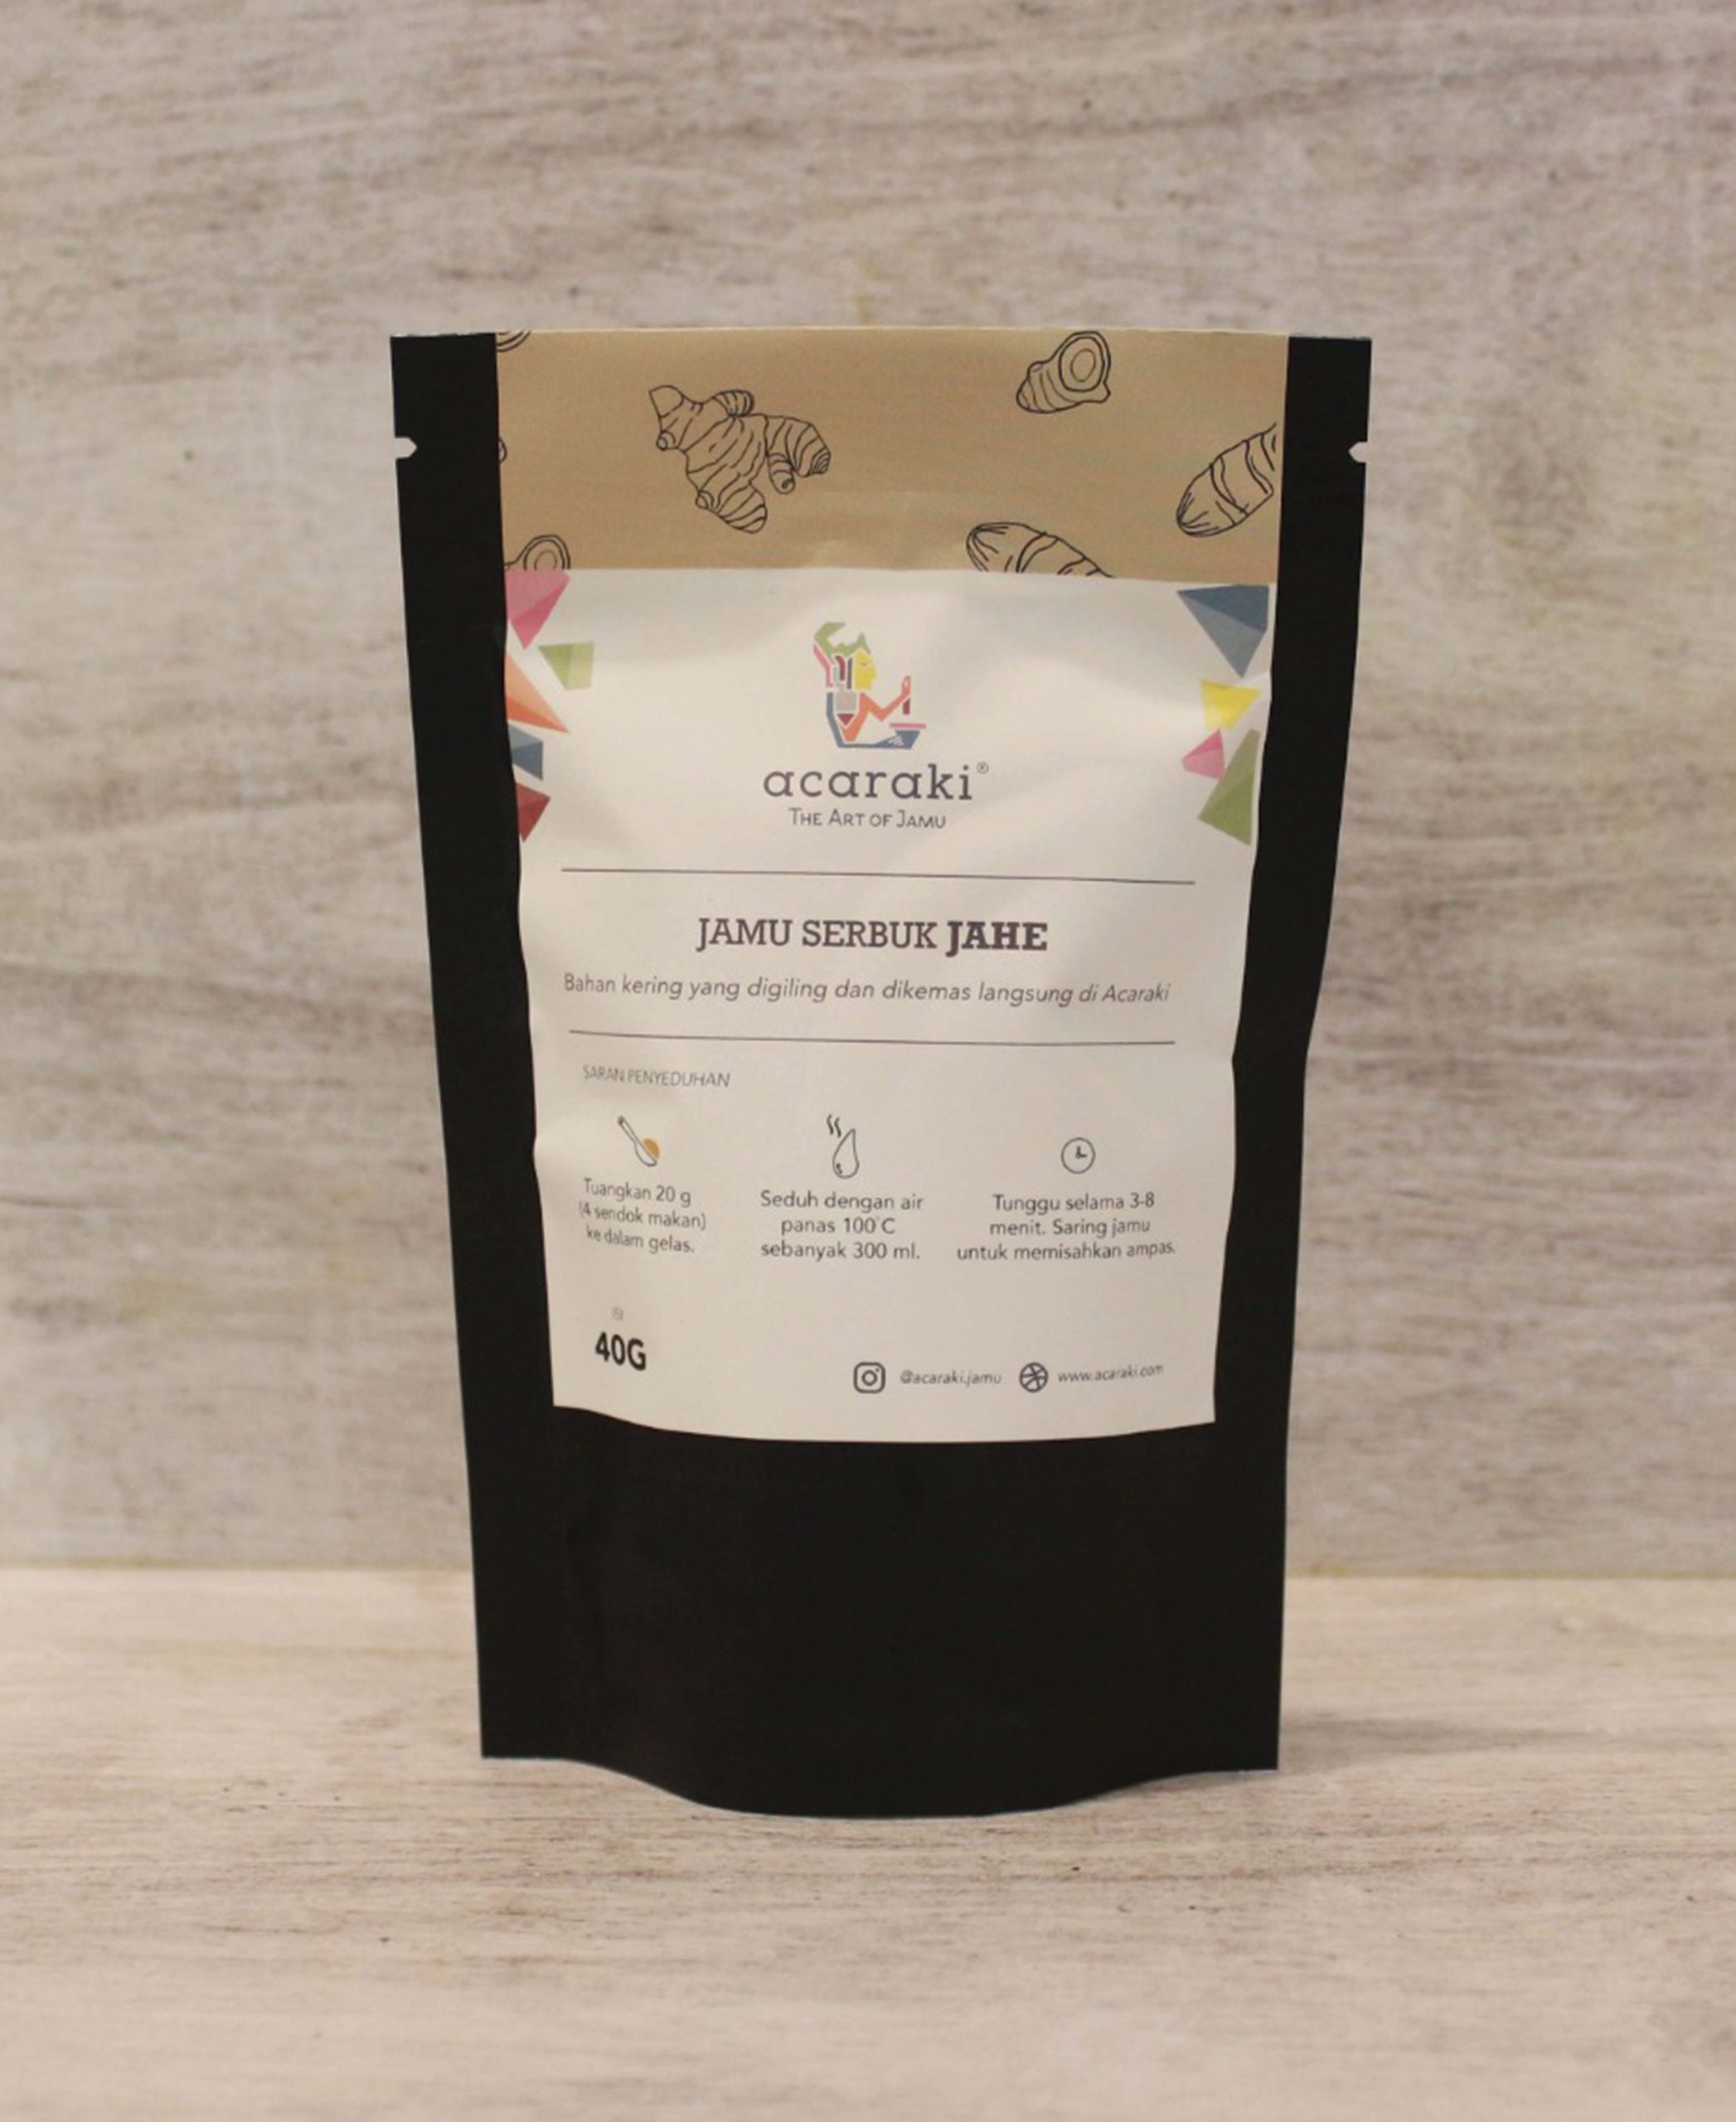 acaraki®
THE ART OF JAMU
JAMU SERBUK JAHE
Bahan kering yang digiling dan dikemas langsung di Acaraki
SARAN PENYEDUHAN
Tuangkan 20 g
(4 sendok makan)
ke dalam gelas.
Seduh dengan air
panas 100°C
sebanyak 300 ml.
Tunggu selama 3-8
menit. Saring jamu
untuk memisahkan ampas.
40G
@acaraki.jamu
www.acaraki.com